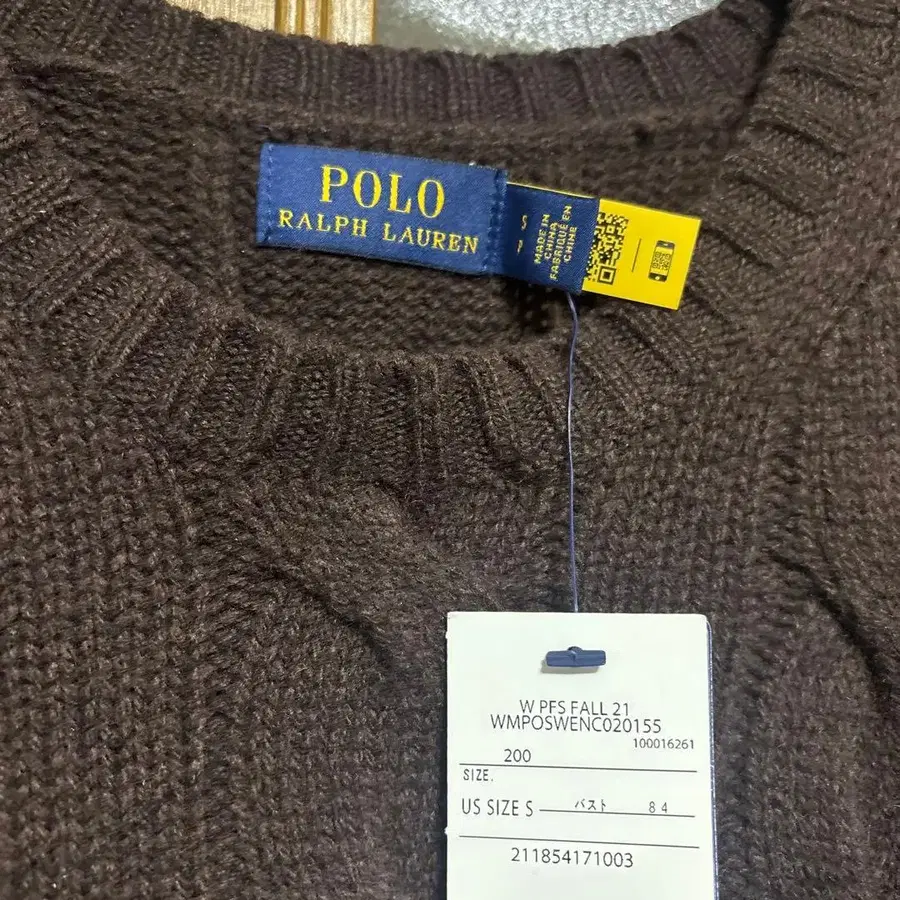 POLO
RALPH LAUREN
S
P
MADE IN
CHINA
FABRIQUÉ EN
CHINE
W PFS FALL 21
WMPOSWENC020155
100016261
200
SIZE.
US SIZE S バスト 84
211854171003